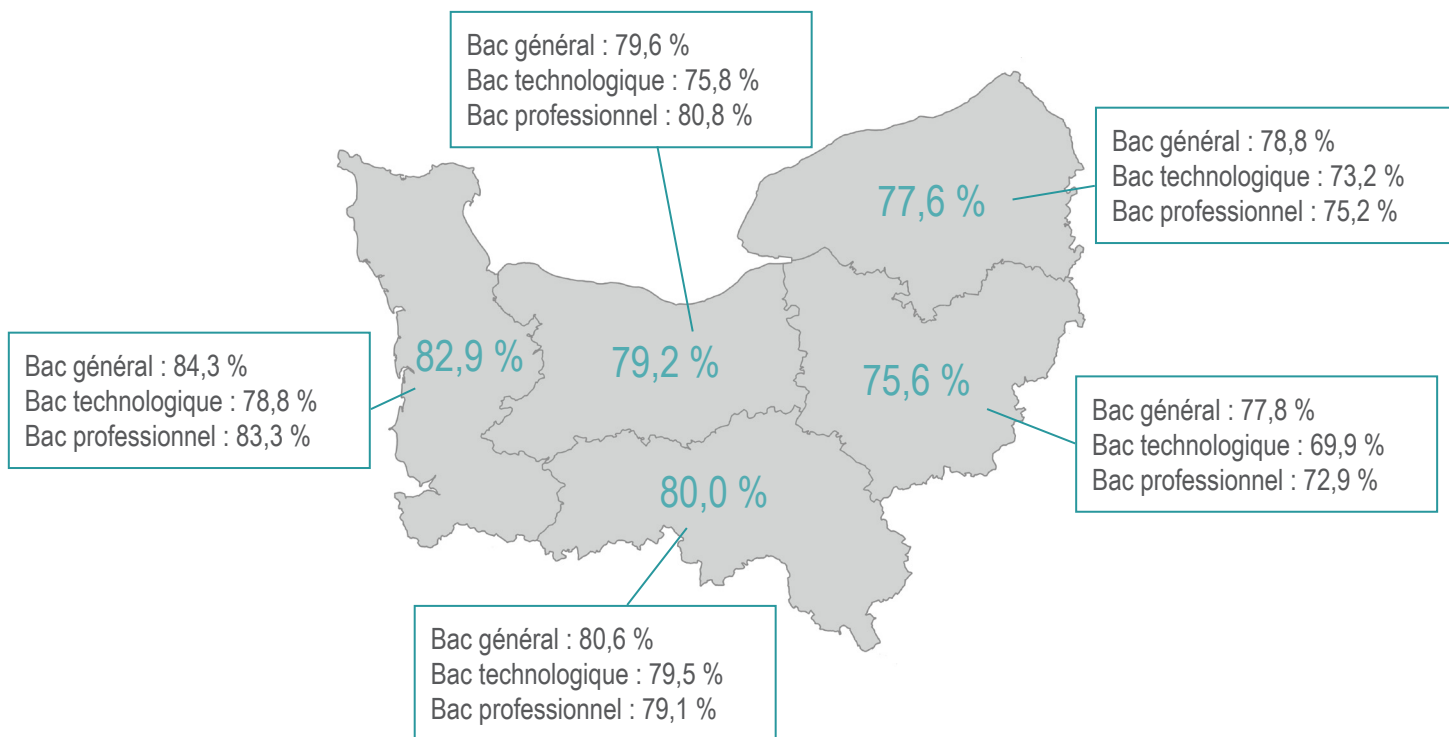 Bac général : 79,6 %
Bac technologique : 75,8 %
Bac professionnel : 80,8 %
Bac général : 78,8 %
Bac technologique : 73,2 %
Bac professionnel : 75,2 %
77,6 %
82,9 %
79,2 %
75,6 %
Bac général : 84,3 %
Bac technologique : 78,8 %
Bac professionnel : 83,3 %
Bac général : 77,8 %
Bac technologique : 69,9 %
Bac professionnel : 72,9 %
80,0 %
Bac général : 80,6 %
Bac technologique : 79,5 %
Bac professionnel : 79,1 %